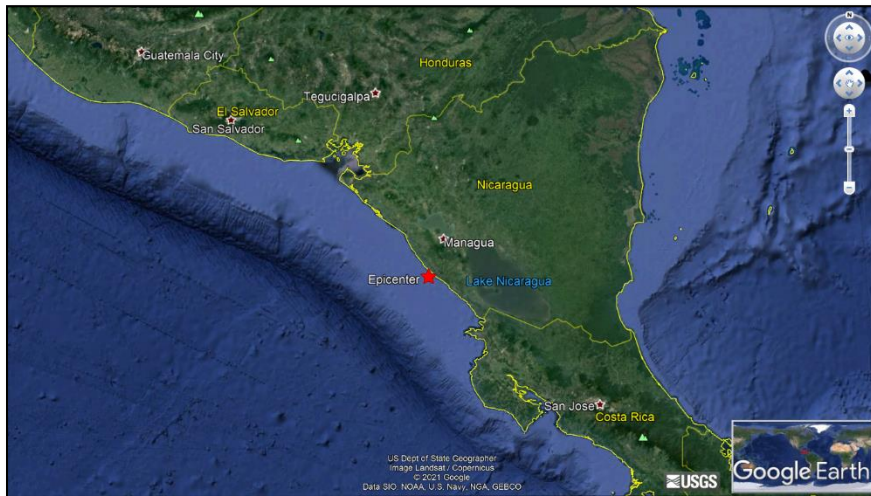 N
Guatemala City
Honduras
Tegucigalpa
El Salvador
San Salvador
Nicaragua
Managua
Epicenter
Lake Nicaragua
San Jose
Costa Rica
US Dept of State Geographer
Image Landsat / Copernicus
© 2021 Google
Data SIO, NOAA, U.S. Navy, NGA, GEBCO
USGS
Google Earth